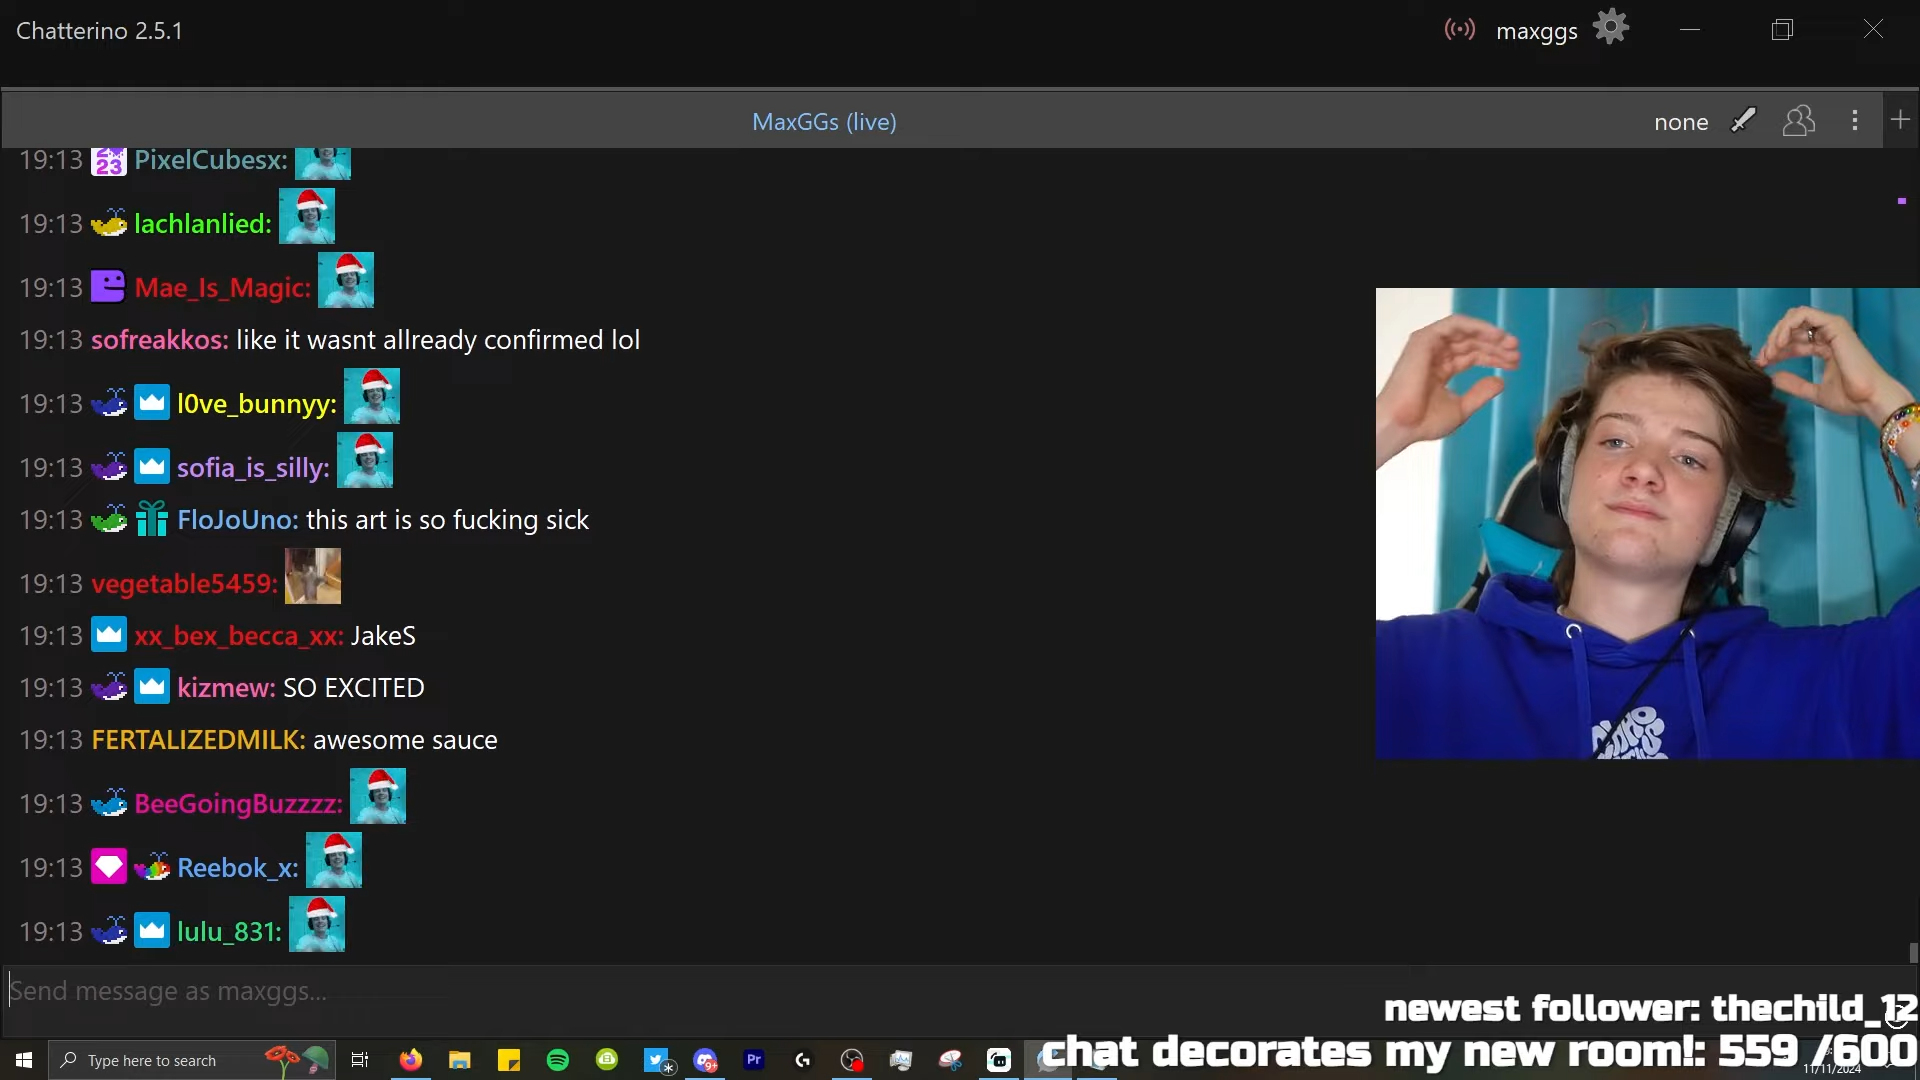 Chatterino 2.5.1
maxggs
MaxGGs (live)
none
19:13 PixelCubesx:
19:13 lachlanlied:
19:13 Mae_Is_Magic:
19:13 sofreakkos: like it wasnt allready confirmed lol
19:13 l0ve_bunnyy:
19:13 sofia_is_silly:
19:13 FloJoUno: this art is so fucking sick
19:13 vegetable5459:
19:13 xx_bex_becca_xx: JakeS
19:13 kizmew: SO EXCITED
19:13 FERTALIZEDMILK: awesome sauce
19:13 BeeGoingBuzzzz:
19:13 Reebok_x:
19:13 lulu_831:
Send message as maxggs...
newest follower: thechild_12
chat decorates my new room!: 559 /600
Type here to search
Pr
11/11/2024